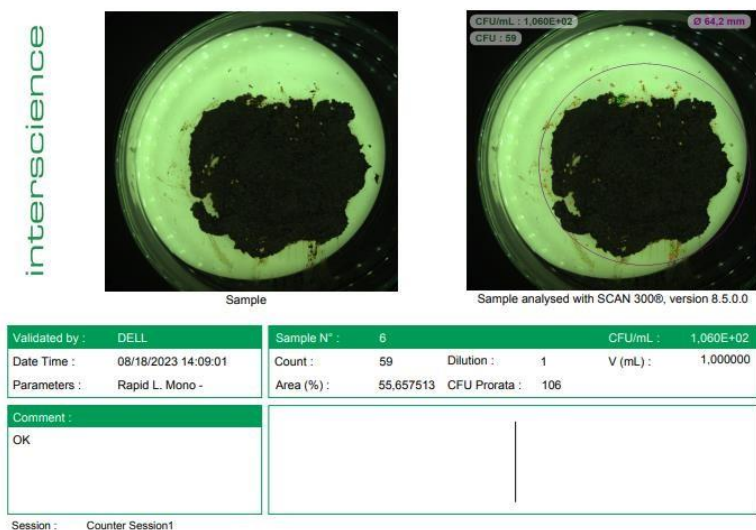 interscience
CFU/mL : 1,060E+02
Ø 64,2 mm
CFU : 59
Sample
Sample analysed with SCAN 300®, version 8.5.0.0
Validated by : DELL
Date Time : 08/18/2023 14:09:01
Parameters : Rapid L. Mono -
Sample N° : 6 CFU/mL : 1,060E+02
Count : 59 Dilution : 1 V (mL) : 1,000000
Area (%) : 55,657513 CFU Prorata : 106
Comment :
OK
Session : Counter Session1